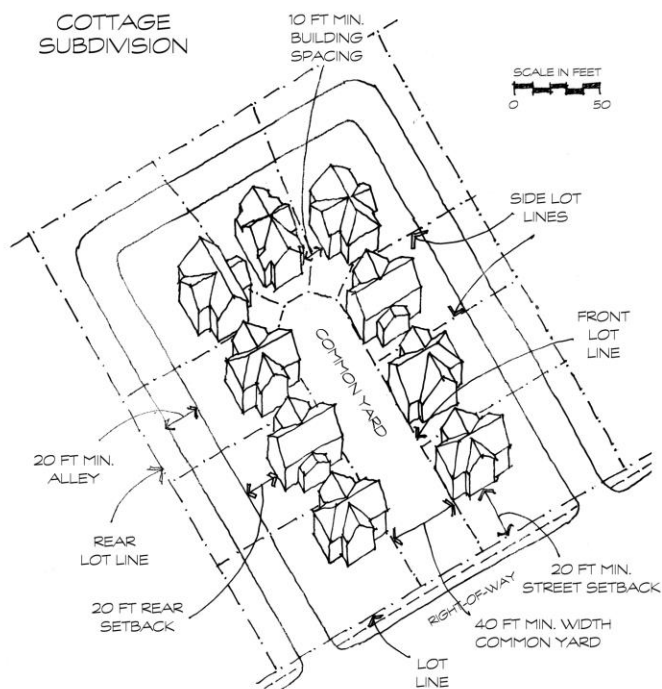 COTTAGE
SUBDIVISION
10 FT MIN.
BUILDING
SPACING
SCALE IN FEET
0 50
SIDE LOT
LINES
FRONT
LOT
LINE
COMMON YARD
20 FT MIN.
ALLEY
REAR
LOT LINE
20 FT REAR
SETBACK
RIGHT-OF-WAY
20 FT MIN.
STREET SETBACK
40 FT MIN. WIDTH
COMMON YARD
LOT
LINE